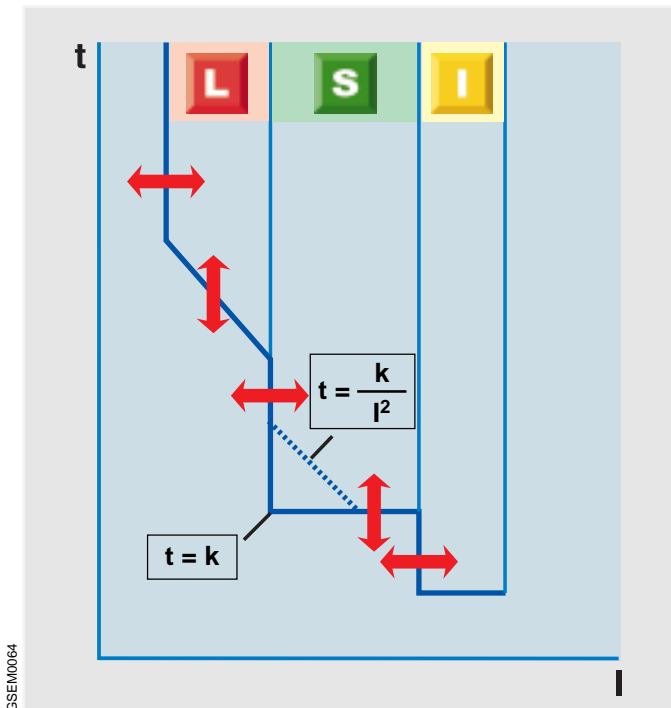 t
L S I
t = k
I2
t = k
I
GSEM0064